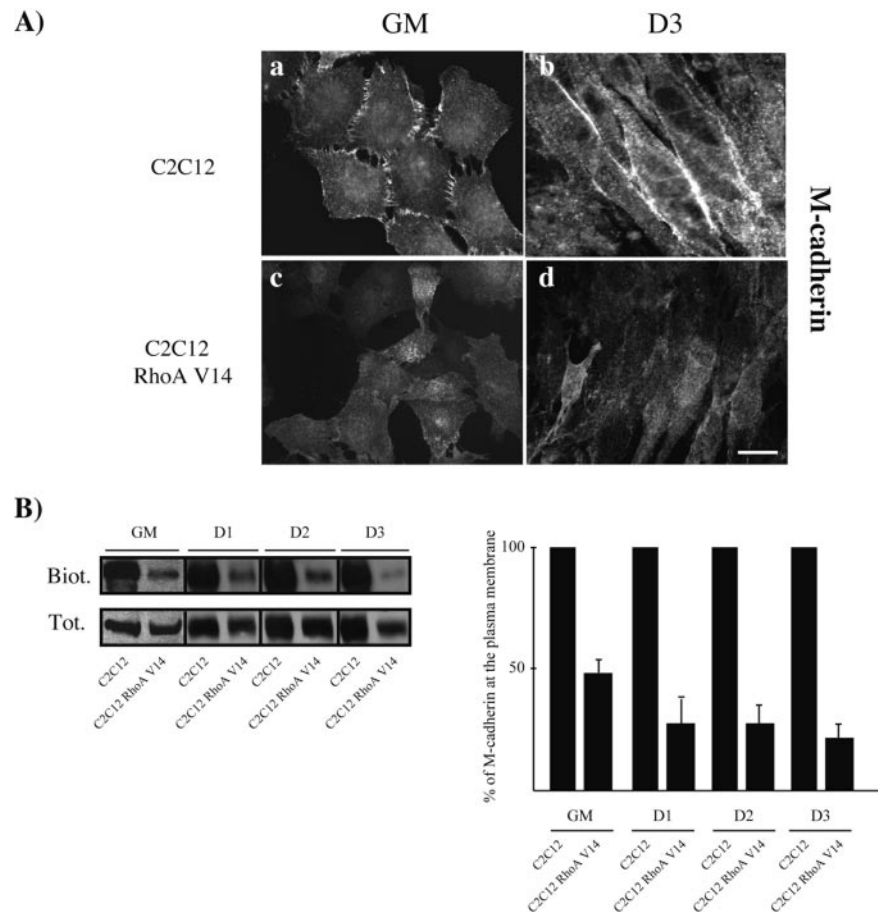 A)
GM
D3
a
b
C2C12
M-cadherin
c
d
C2C12
RhoA V14
B)
GM
D1
D2
D3
Biot.
Tot.
C2C12
C2C12 RhoA V14
C2C12
C2C12 RhoA V14
C2C12
C2C12 RhoA V14
C2C12
C2C12 RhoA V14
% of M-cadherin at the plasma membrane
100
50
GM
D1
D2
D3
C2C12
C2C12 RhoA V14
C2C12
C2C12 RhoA V14
C2C12
C2C12 RhoA V14
C2C12
C2C12 RhoA V14